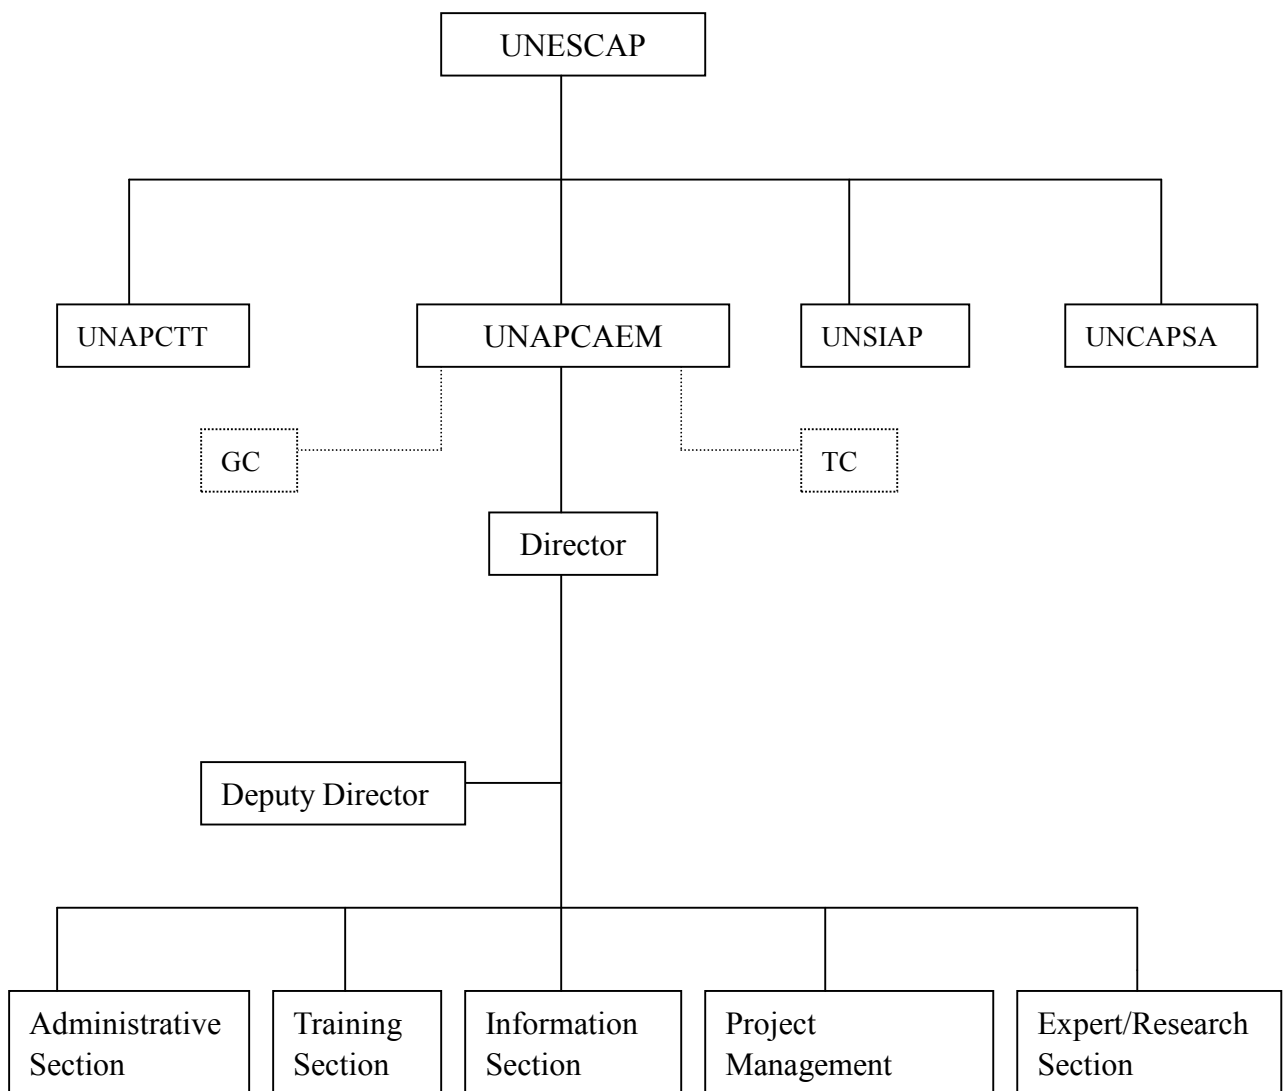 UNESCAP
UNAPCTT
UNAPCAEM
UNSIAP
UNCAPSA
GC
TC
Director
Deputy Director
Administrative
Section
Training
Section
Information
Section
Project
Management
Expert/Research
Section